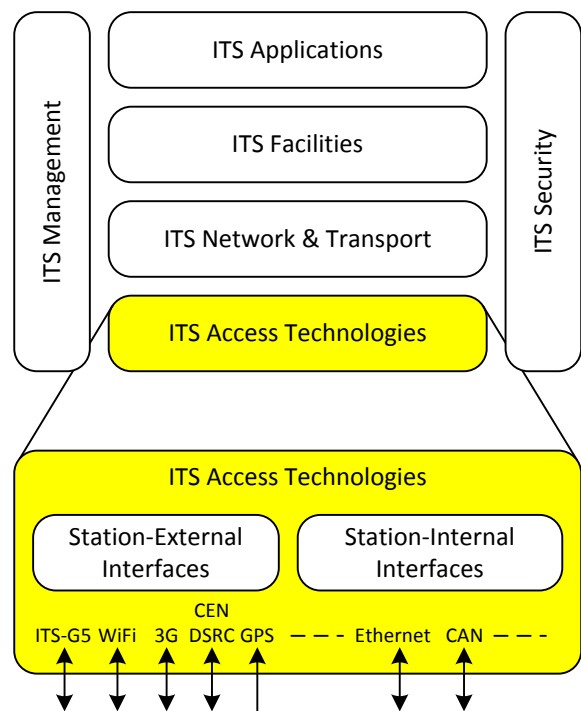 ITS Management
ITS Applications
ITS Facilities
ITS Network & Transport
ITS Access Technologies
ITS Security
ITS Access Technologies
Station-External
Interfaces
Station-Internal
Interfaces
CEN
ITS-G5 WiFi 3G DSRC GPS Ethernet CAN